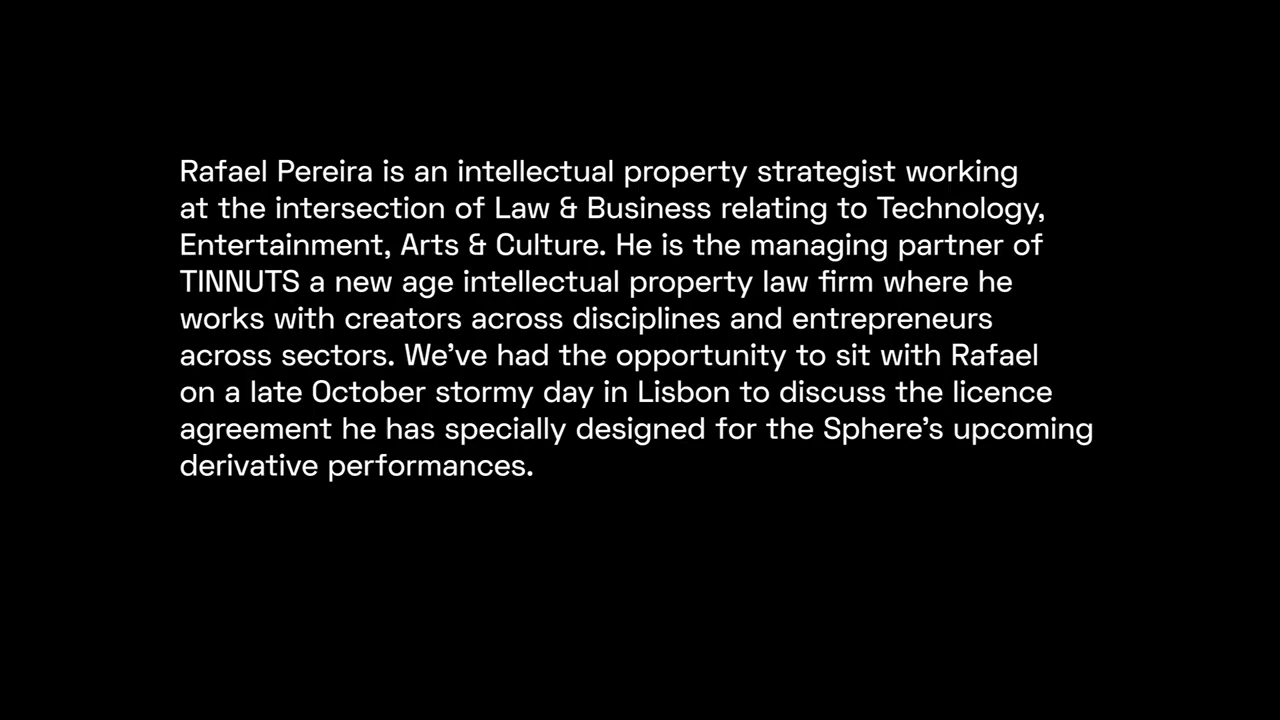 Rafael Pereira is an intellectual property strategist working
at the intersection of Law & Business relating to Technology,
Entertainment, Arts & Culture. He is the managing partner of
TINNUTS a new age intellectual property law firm where he
works with creators across disciplines and entrepreneurs
across sectors. We’ve had the opportunity to sit with Rafael
on a late October stormy day in Lisbon to discuss the licence
agreement he has specially designed for the Sphere’s upcoming
derivative performances.